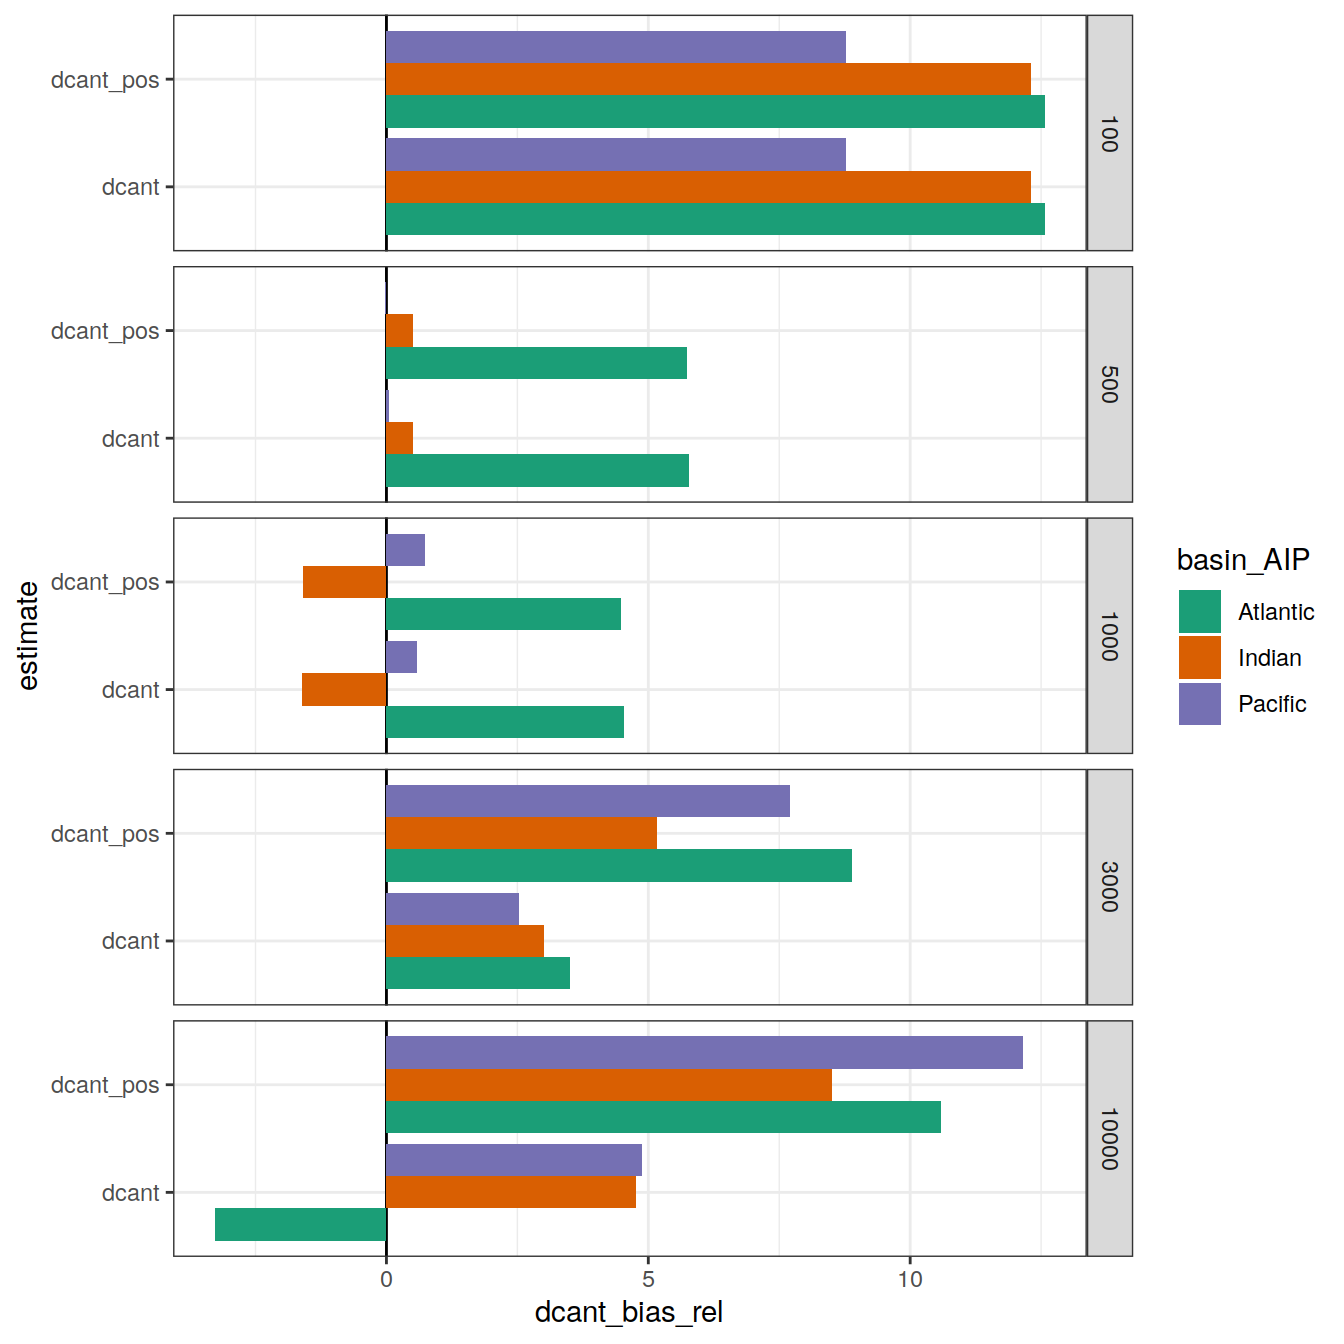 dcant_pos
dcant
100
dcant_pos
dcant
500
estimate
dcant_pos
dcant
1000
dcant_pos
dcant
3000
dcant_pos
dcant
10000
0 5 10
dcant_bias_rel
basin_AIP
Atlantic
Indian
Pacific